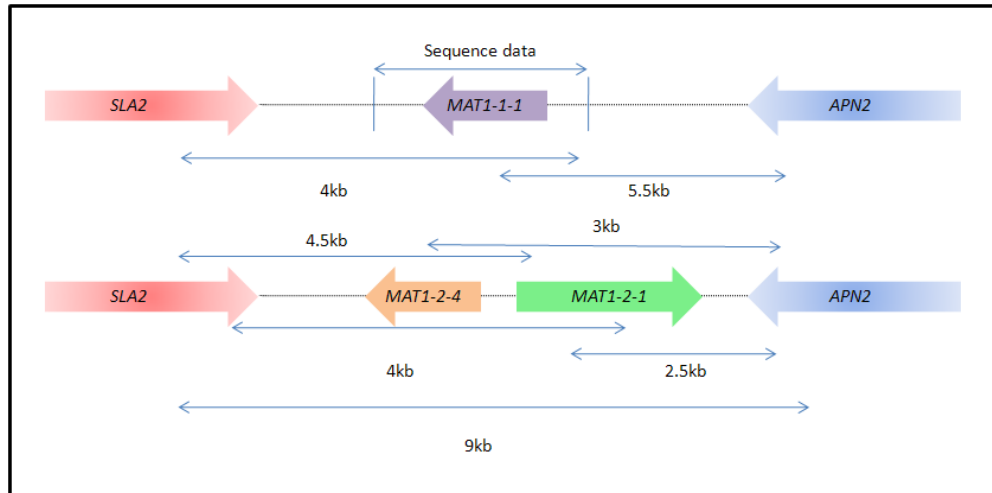 Sequence data
SLA2 MAT1-1-1 APN2
4kb
5.5kb
3kb
4.5kb
SLA2 MAT1-2-4 MAT1-2-1 APN2
4kb 2.5kb
9kb